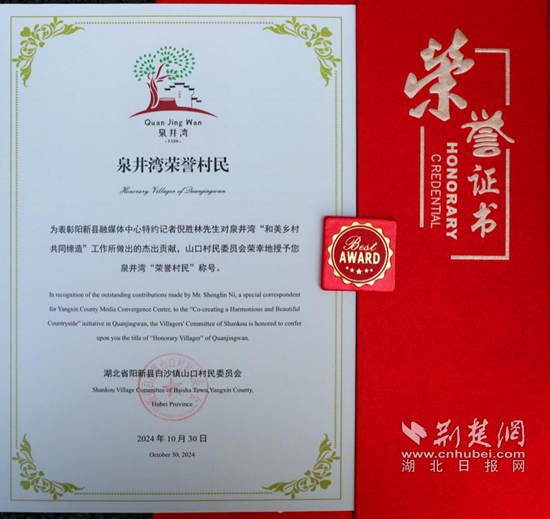 Quan Jing Wan
泉井湾
泉井湾荣誉村民
Honorary Villager of Quanjingwan
为表彰阳新县融媒体中心特约记者倪胜林先生对泉井湾“和美乡村
共同缔造”工作所做出的杰出贡献，山口村民委员会荣幸地授予您
泉井湾“荣誉村民”称号。
In recognition of the outstanding contributions made by Mr. Shenglin Ni, a special correspondent
for Yangxin County Media Convergence Center, to the "Co-creating a Harmonious and Beautiful
Countryside" initiative in Quanjingwan, the Villagers' Committee of Shankou is honored to confer
upon you the title of "Honorary Villager" of Quanjingwan.
湖北省阳新县白沙镇山口村民委员会
Shankou Village Committee of Baisha Town, Yangxin County,
Hubei Province
2024 年 10 月 30 日
October 30, 2024
Best
AWARD
荣誉证书
HONORARY
CREDENTIAL
荆楚网
www.cnhubei.com
湖北日报网